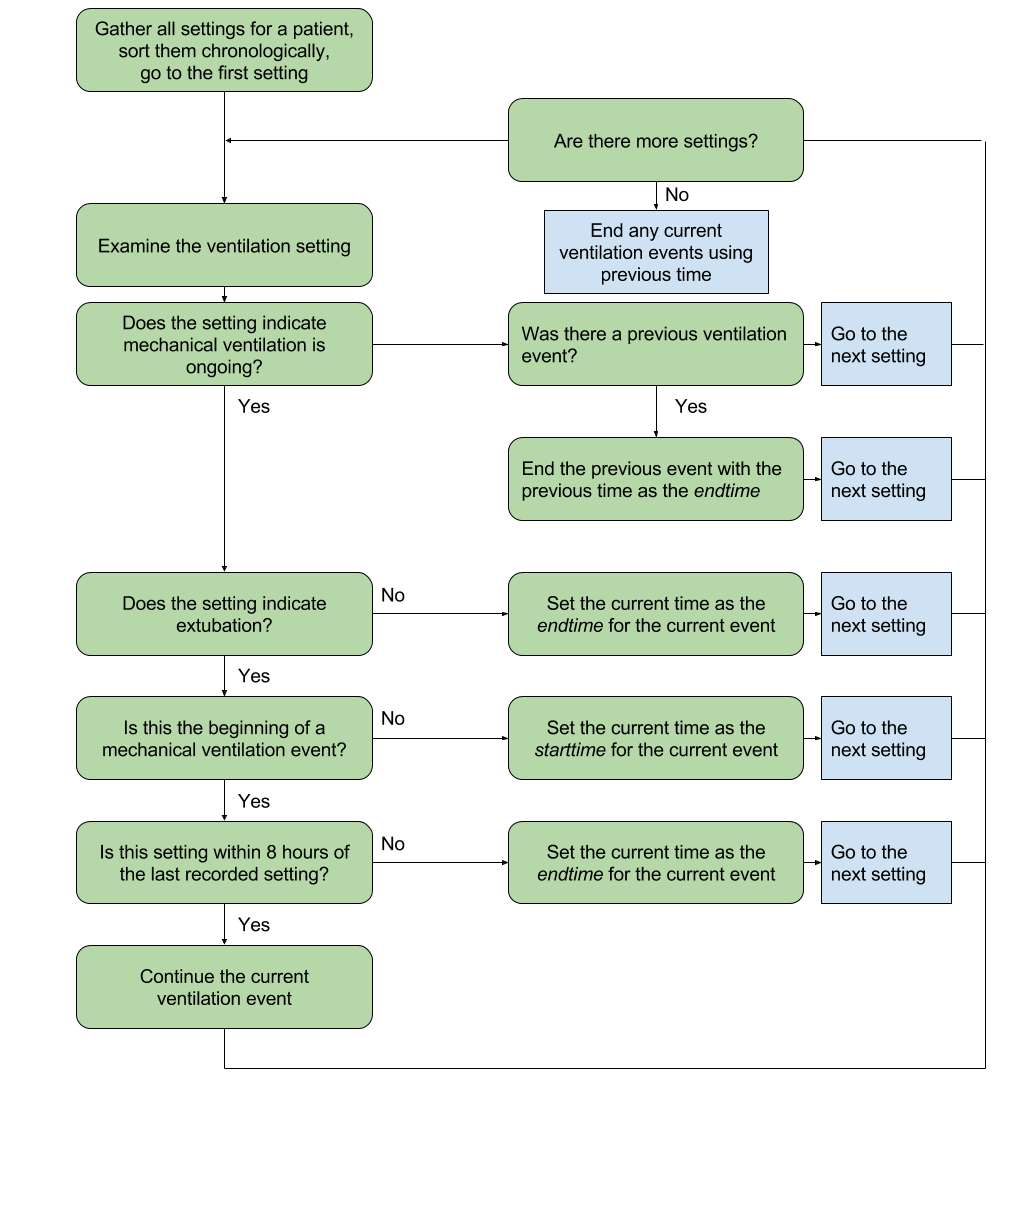 Gather all settings for a patient,
sort them chronologically,
go to the first setting
Are there more settings?
No
End any current
ventilation events using
previous time
Examine the ventilation setting
Does the setting indicate
mechanical ventilation is
ongoing?
Was there a previous ventilation
event?
Go to the
next setting
Yes
Yes
End the previous event with the
previous time as the endtime
Go to the
next setting
Does the setting indicate
extubation?
No
Set the current time as the
endtime for the current event
Go to the
next setting
Yes
Is this the beginning of a
mechanical ventilation event?
No
Set the current time as the
starttime for the current event
Go to the
next setting
Yes
Is this setting within 8 hours of
the last recorded setting?
No
Set the current time as the
endtime for the current event
Go to the
next setting
Yes
Continue the current
ventilation event